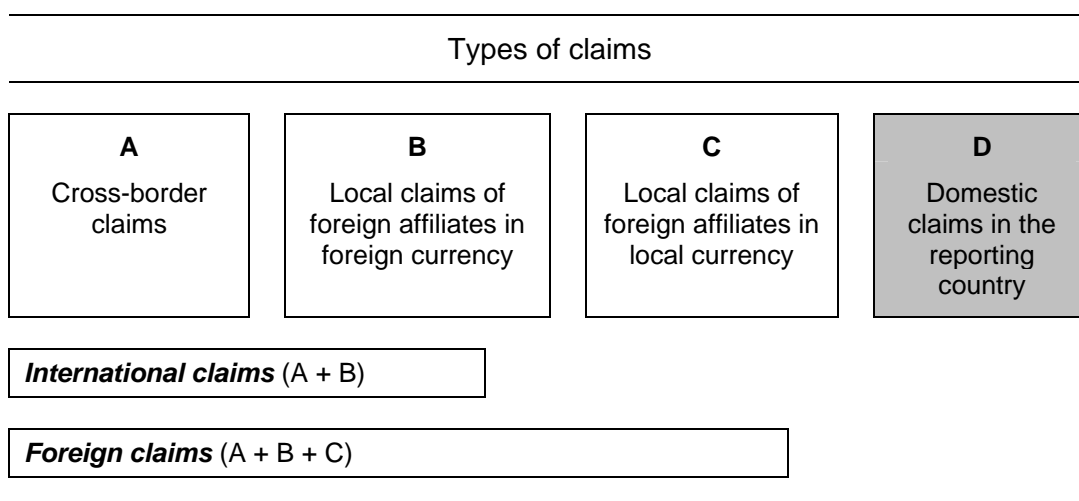 Types of claims
A
Cross-border
claims
B
Local claims of
foreign affiliates in
foreign currency
C
Local claims of
foreign affiliates in
local currency
D
Domestic
claims in the
reporting
country
International claims (A + B)
Foreign claims (A + B + C)